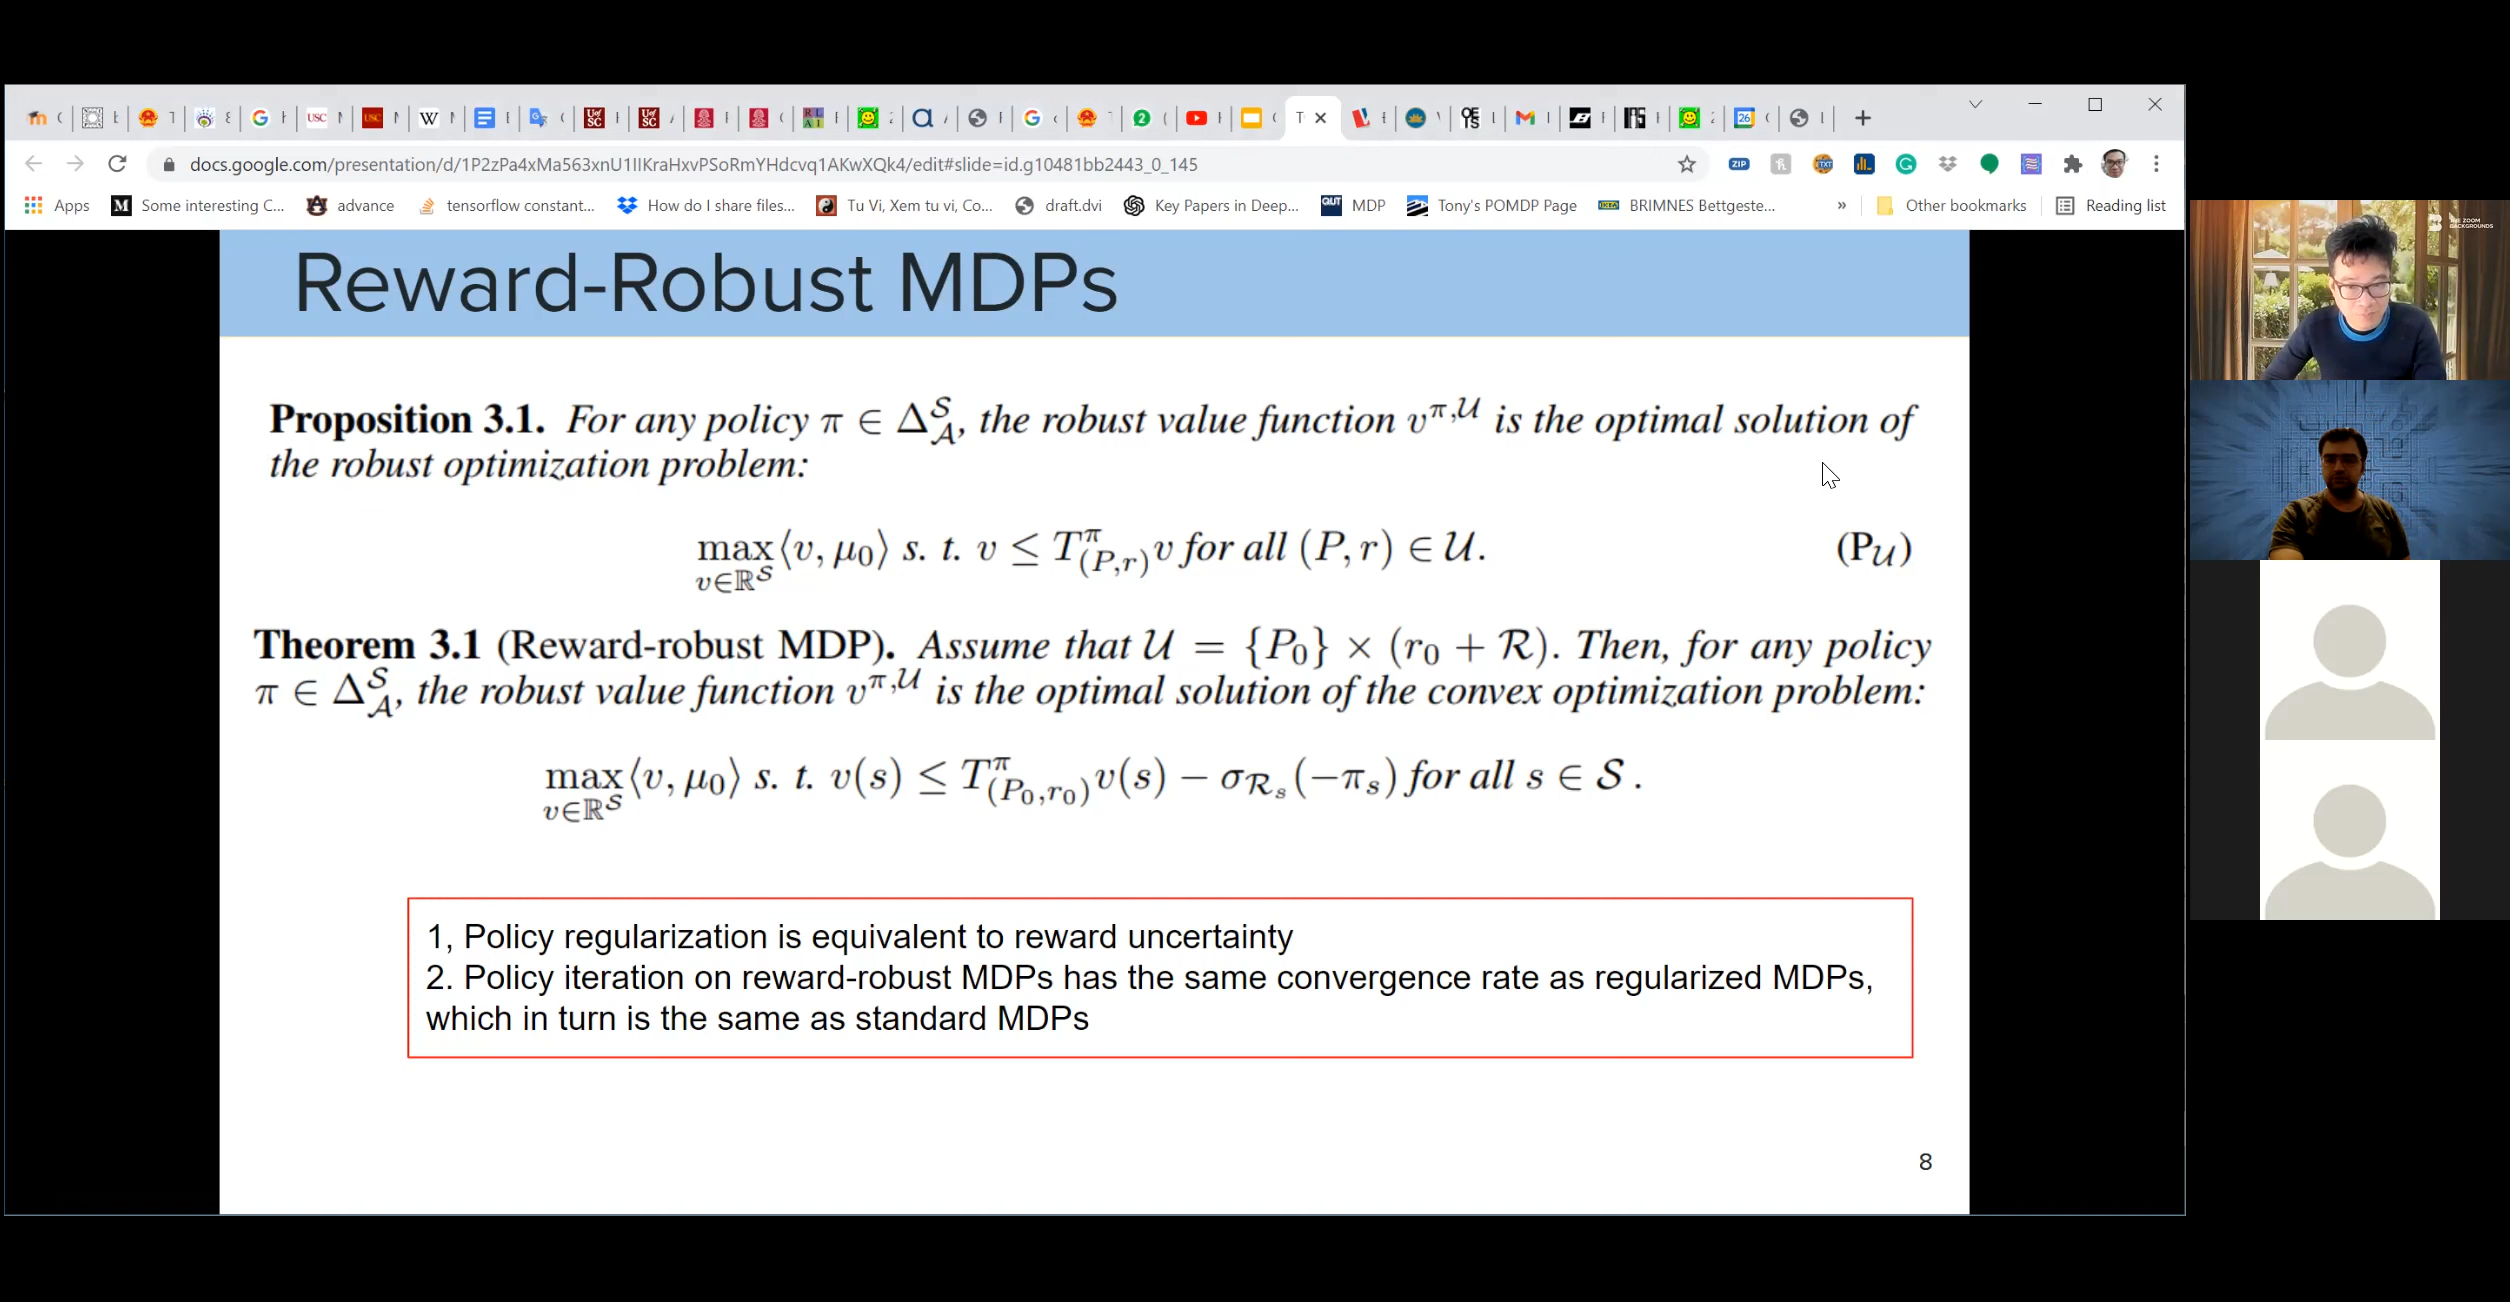 docs.google.com/presentation/d/1P2zPa4xMa563xnU1IIKraHxvPSoRmYHdcvq1AKwXQk4/edit#slide=id.g10481bb2443_0_145
Apps Some interesting C... advance tensorflow constant... How do I share files... Tu Vi, Xem tu vi, Co... draft.dvi Key Papers in Deep... MDP Tony's POMDP Page BRIMNES Bettgeste... » Other bookmarks Reading list
Reward-Robust MDPs
Proposition 3.1. For any policy π ∈ Δ_𝒜^𝒮, the robust value function v^{π,𝒰} is the optimal solution of
the robust optimization problem:
max_{v∈ℝ^𝒮} ⟨v, μ₀⟩ s. t. v ≤ T^π_{(P,r)} v for all (P, r) ∈ 𝒰. (P_𝒰)
Theorem 3.1 (Reward-robust MDP). Assume that 𝒰 = {P₀} × (r₀ + ℛ). Then, for any policy
π ∈ Δ_𝒜^𝒮, the robust value function v^{π,𝒰} is the optimal solution of the convex optimization problem:
max_{v∈ℝ^𝒮} ⟨v, μ₀⟩ s. t. v(s) ≤ T^π_{(P₀,r₀)} v(s) − σ_{ℛ_s}(−π_s) for all s ∈ 𝒮 .
1, Policy regularization is equivalent to reward uncertainty
2. Policy iteration on reward-robust MDPs has the same convergence rate as regularized MDPs,
which in turn is the same as standard MDPs
8